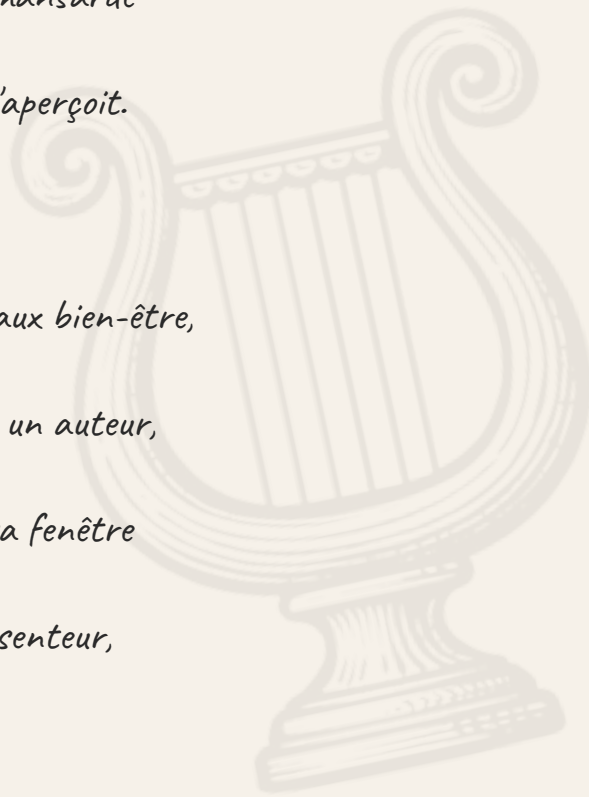 'aperçoit.
aux bien-être,
un auteur,
a fenêtre
senteur,